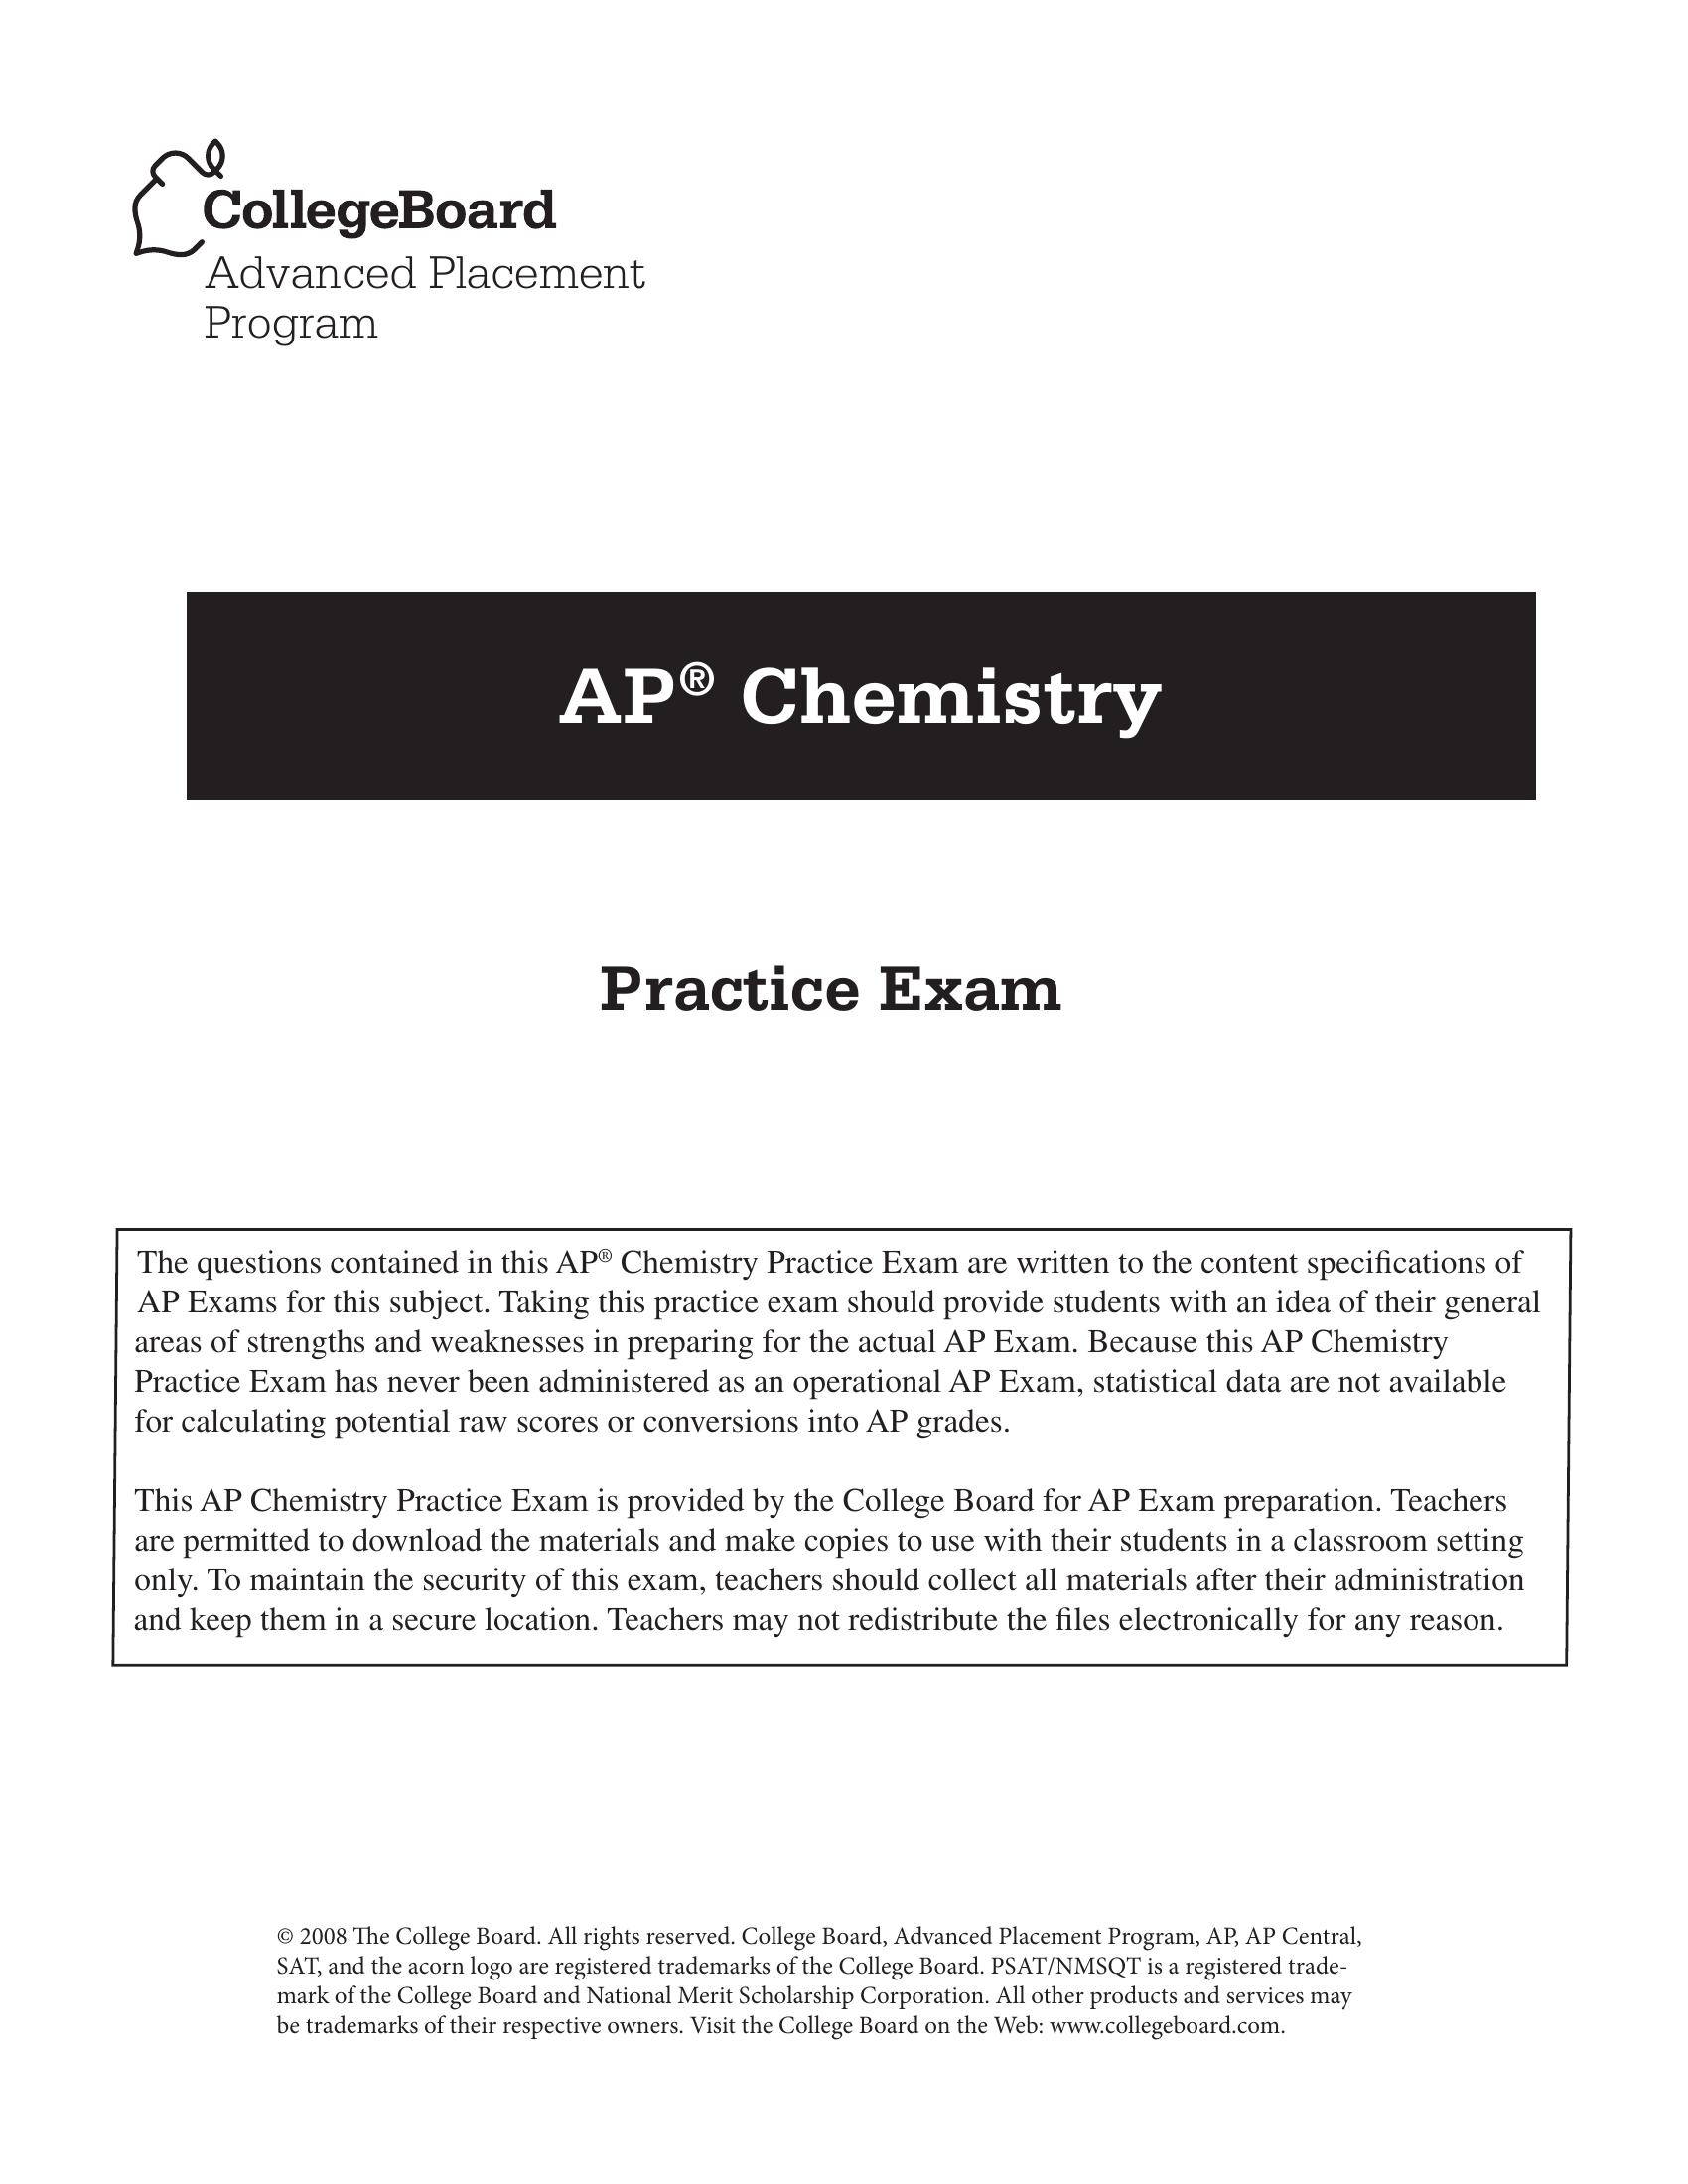 CollegeBoard
Advanced Placement
Program
AP® Chemistry
Practice Exam
The questions contained in this AP® Chemistry Practice Exam are written to the content specifications of
AP Exams for this subject. Taking this practice exam should provide students with an idea of their general
areas of strengths and weaknesses in preparing for the actual AP Exam. Because this AP Chemistry
Practice Exam has never been administered as an operational AP Exam, statistical data are not available
for calculating potential raw scores or conversions into AP grades.
This AP Chemistry Practice Exam is provided by the College Board for AP Exam preparation. Teachers
are permitted to download the materials and make copies to use with their students in a classroom setting
only. To maintain the security of this exam, teachers should collect all materials after their administration
and keep them in a secure location. Teachers may not redistribute the files electronically for any reason.
© 2008 The College Board. All rights reserved. College Board, Advanced Placement Program, AP, AP Central,
SAT, and the acorn logo are registered trademarks of the College Board. PSAT/NMSQT is a registered trade-
mark of the College Board and National Merit Scholarship Corporation. All other products and services may
be trademarks of their respective owners. Visit the College Board on the Web: www.collegeboard.com.